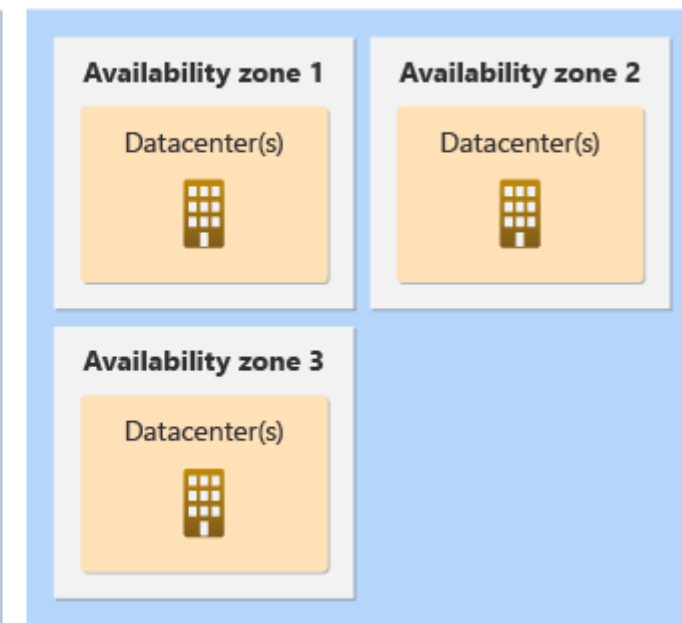 Availability zone 1
Datacenter(s)
Availability zone 2
Datacenter(s)
Availability zone 3
Datacenter(s)